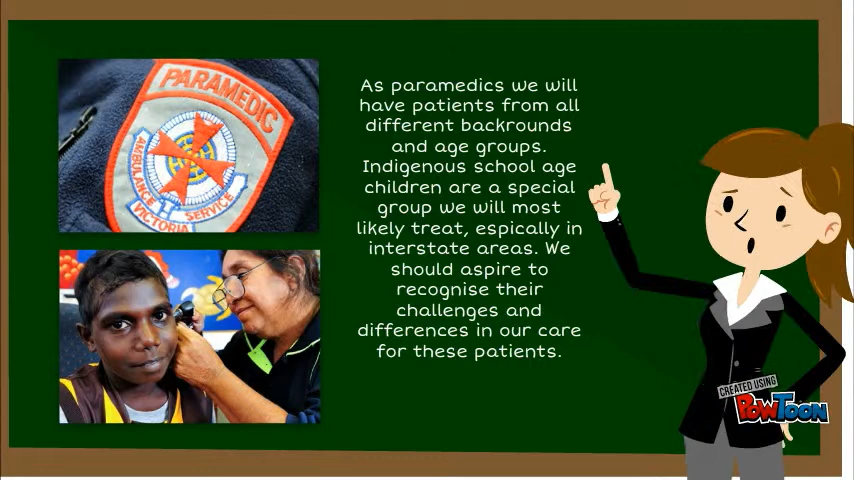 PARAMEDIC
AMBULANCE SERVICE
VICTORIA
As paramedics we will
have patients from all
different backrounds
and age groups.
Indigenous school age
children are a special
group we will most
likely treat, espically in
interstate areas. We
should aspire to
recognise their
challenges and
differences in our care
for these patients.
CREATED USING
POWTOON